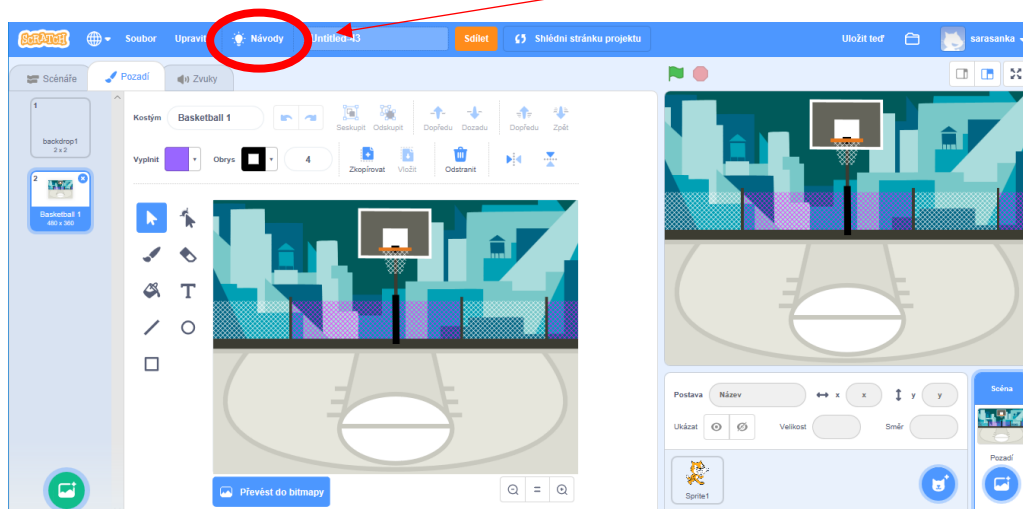 SCRATCH Soubor Upravit Návody Untitled-43 Sdílet Shlédni stránku projektu Uložit teď sarasanka
Scénáře Pozadí Zvuky
1
backdrop1
2 x 2
2
Basketball 1
480 x 360
Kostým Basketball 1 Seskupit Odskupit Dopředu Dozadu Dopředu Zpět
Vyplnit Obrys 4 Zkopírovat Vložit Odstranit
T
Převést do bitmapy
Postava Název x x y y
Ukázat Velikost Směr
Sprite1
Scéna
Pozadí